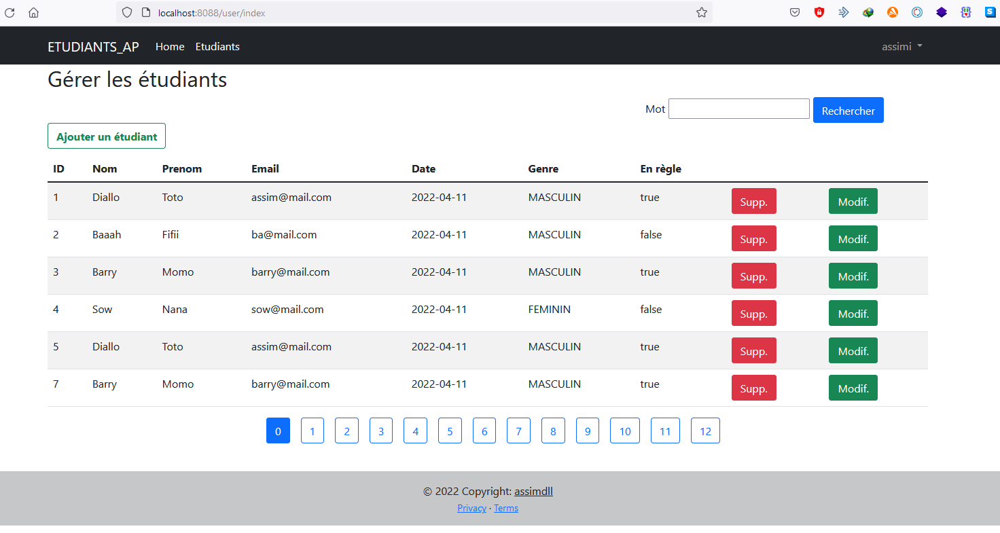 localhost:8088/user/index
ETUDIANTS_AP Home Etudiants assimi
Gérer les étudiants
Mot Rechercher
Ajouter un étudiant
ID Nom Prenom Email Date Genre En règle
1 Diallo Toto assim@mail.com 2022-04-11 MASCULIN true Supp. Modif.
2 Baaah Fifii ba@mail.com 2022-04-11 MASCULIN false Supp. Modif.
3 Barry Momo barry@mail.com 2022-04-11 MASCULIN true Supp. Modif.
4 Sow Nana sow@mail.com 2022-04-11 FEMININ false Supp. Modif.
5 Diallo Toto assim@mail.com 2022-04-11 MASCULIN true Supp. Modif.
7 Barry Momo barry@mail.com 2022-04-11 MASCULIN true Supp. Modif.
0 1 2 3 4 5 6 7 8 9 10 11 12
© 2022 Copyright: assimdll
Privacy · Terms